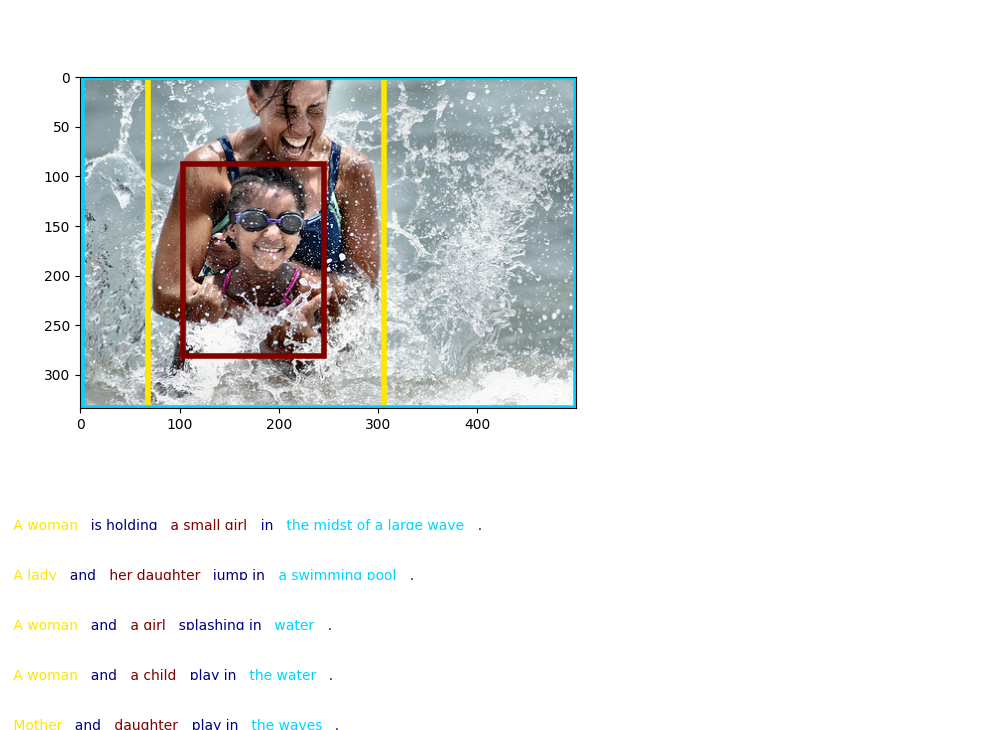 0
50
100
150
200
250
300
0 100 200 300 400
A woman is holding a small girl in the midst of a large wave .
A lady and her daughter jump in a swimming pool .
A woman and a girl splashing in water .
A woman and a child play in the water .
Mother and daughter play in the waves .